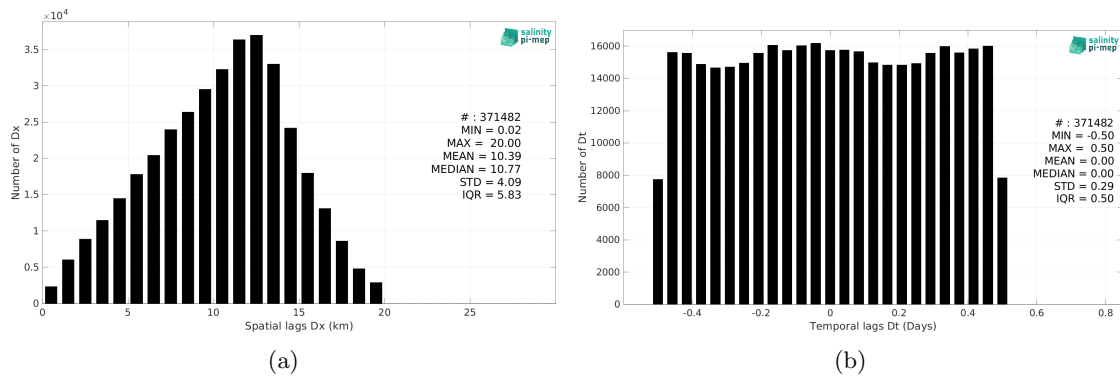 ×10⁴
3.5
3
2.5
2
1.5
1
0.5
0
0 5 10 15 20 25
Number of Dx
Spatial lags Dx (km)
salinity
pi-mep
# : 371482
MIN = 0.02
MAX = 20.00
MEAN = 10.39
MEDIAN = 10.77
STD = 4.09
IQR = 5.83
(a)
16000
14000
12000
10000
8000
6000
4000
2000
0
-0.4 -0.2 0 0.2 0.4 0.6 0.8
Number of Dt
Temporal lags Dt (Days)
salinity
pi-mep
# : 371482
MIN = -0.50
MAX = 0.50
MEAN = 0.00
MEDIAN = 0.00
STD = 0.29
IQR = 0.50
(b)